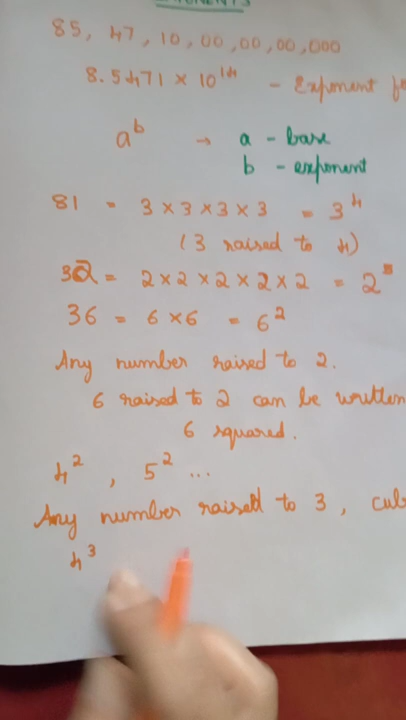 EXPONENTS
85, 47, 10, 00, 00, 00, 000
8.5471 × 10¹⁴ - Exponent
aᵇ → a - base
b - exponent
81 = 3 × 3 × 3 × 3 = 3⁴
(3 raised to 4)
32 = 2 × 2 × 2 × 2 × 2 = 2⁵
36 = 6 × 6 = 6²
Any number raised to 2.
6 raised to 2 can be written
6 squared.
4², 5² ...
Any number raised to 3, cub
4³